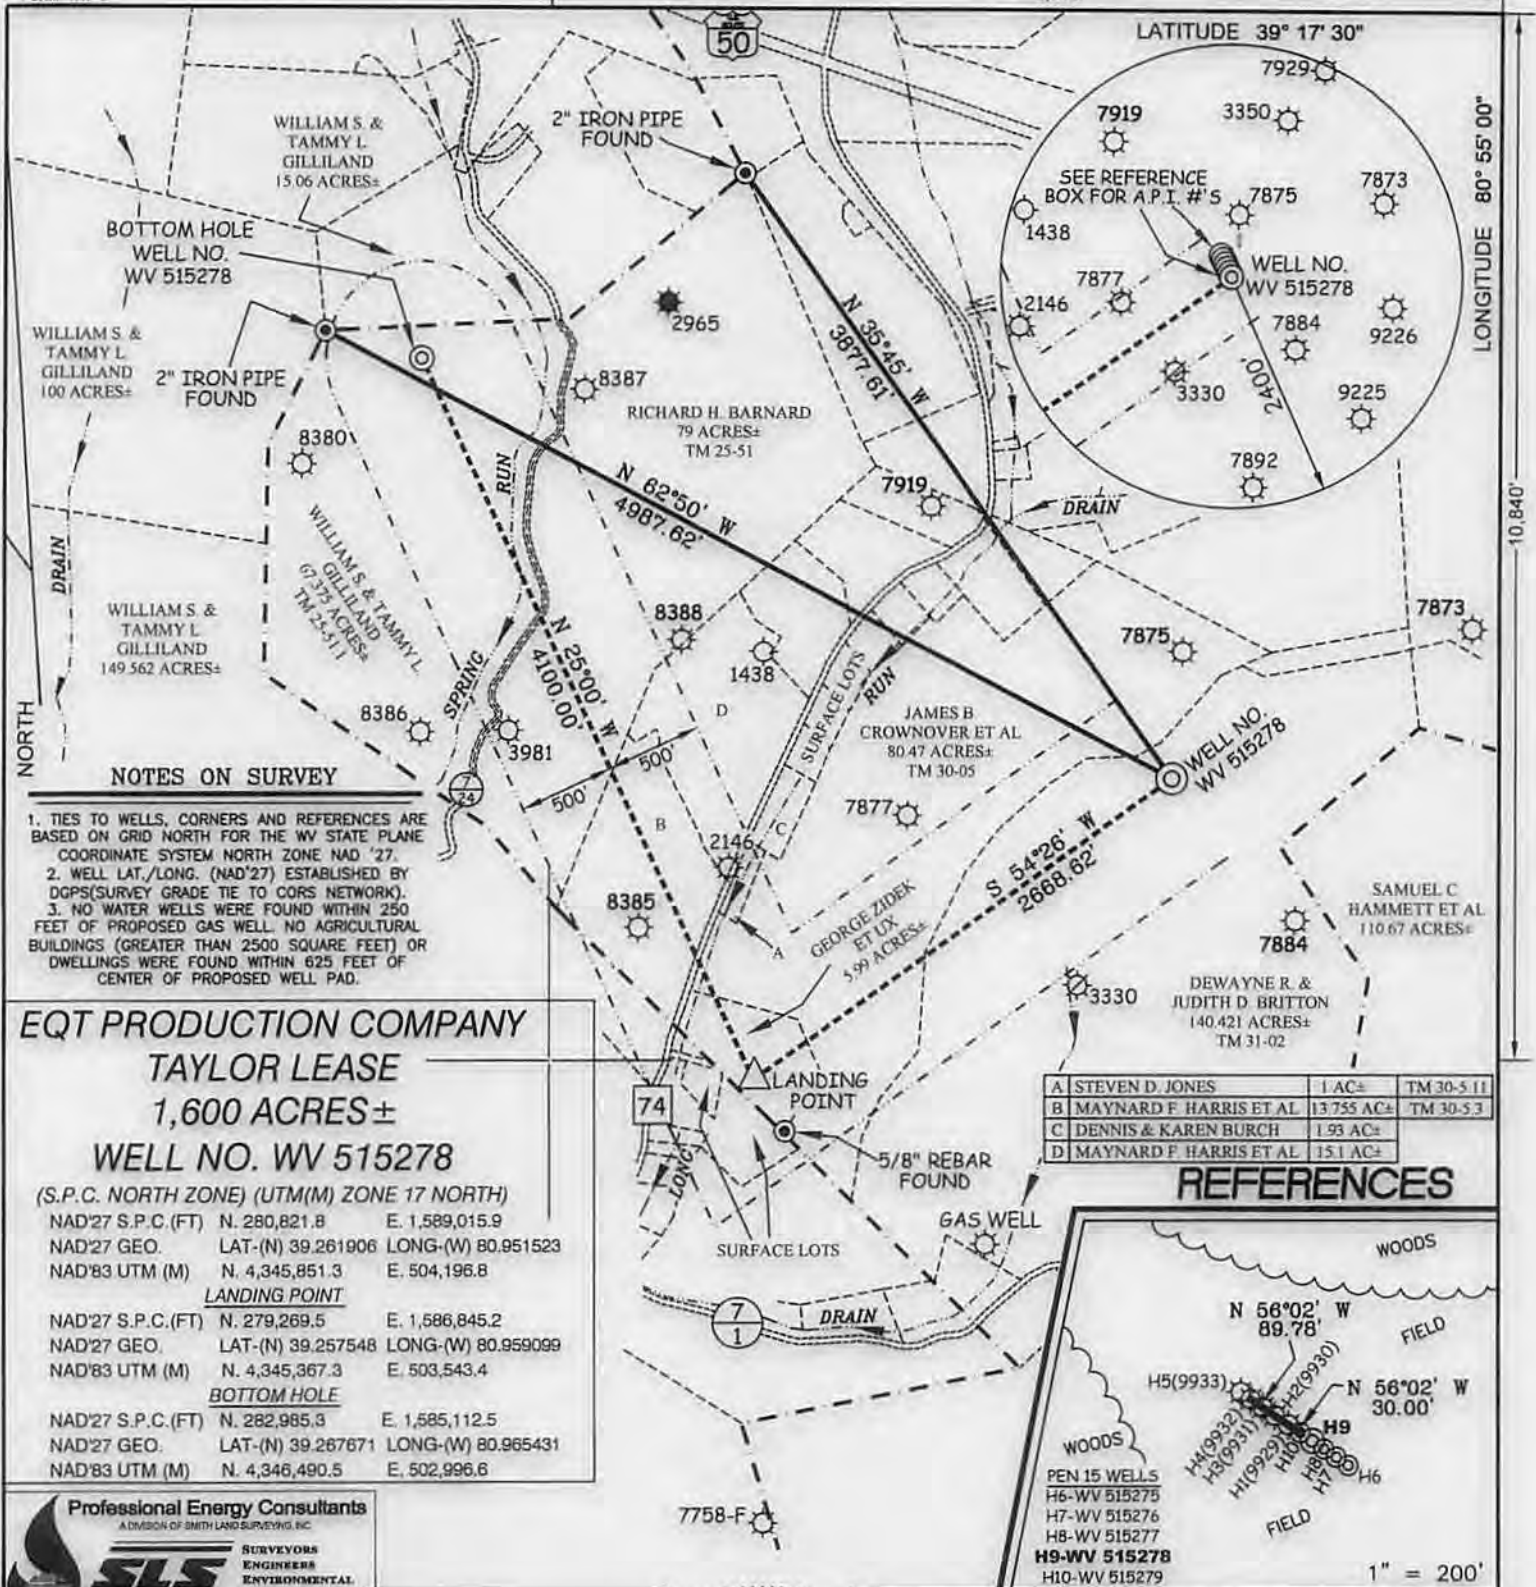 LATITUDE 39° 17' 30"
50
7929
7919
3350
2" IRON PIPE
FOUND
WILLIAM S. &
TAMMY L
GILLILAND
15.06 ACRES±
SEE REFERENCE
BOX FOR A.P.I. #'S
7875
7873
1438
LONGITUDE 80° 55' 00"
BOTTOM HOLE
WELL NO.
WV 515278
WELL NO.
WV 515278
7877
2146
7884
9226
2965
WILLIAM S. &
TAMMY L
GILLILAND
100 ACRES±
2" IRON PIPE
FOUND
N 35°45' W
3877.61'
8387
3330
2400'
9225
RICHARD H. BARNARD
79 ACRES±
TM 25-51
8380
7892
RUN
N 62°50' W
4987.62'
7919
DRAIN
10,840'
DRAIN
WILLIAM S. & TAMMY L.
GILLILAND
67.375 ACRES±
TM 25-51.1
WILLIAM S. &
TAMMY L
GILLILAND
149.562 ACRES±
8388
7873
7875
1438
N 25°00' W
4100.00'
SPRING
SURFACE LOTS
RUN
D
8386
3981
JAMES B
CROWNOVER ET AL
80.47 ACRES±
TM 30-05
WELL NO.
WV 515278
NORTH
500'
500'
24
NOTES ON SURVEY
1. TIES TO WELLS, CORNERS AND REFERENCES ARE
BASED ON GRID NORTH FOR THE WV STATE PLANE
COORDINATE SYSTEM NORTH ZONE NAD '27.
2. WELL LAT./LONG. (NAD'27) ESTABLISHED BY
DGPS(SURVEY GRADE TIE TO CORS NETWORK).
3. NO WATER WELLS WERE FOUND WITHIN 250
FEET OF PROPOSED GAS WELL. NO AGRICULTURAL
BUILDINGS (GREATER THAN 2500 SQUARE FEET) OR
DWELLINGS WERE FOUND WITHIN 625 FEET OF
CENTER OF PROPOSED WELL PAD.
7877
B
C
2146
S 54°26' W
2668.62'
8385
A
GEORGE ZIDEK
ET UX
5.99 ACRES±
SAMUEL C
HAMMETT ET AL
110.67 ACRES±
7884
3330
DEWAYNE R. &
JUDITH D. BRITTON
140.421 ACRES±
TM 31-02
EQT PRODUCTION COMPANY
TAYLOR LEASE
1,600 ACRES±
WELL NO. WV 515278
(S.P.C. NORTH ZONE) (UTM(M) ZONE 17 NORTH)
NAD'27 S.P.C.(FT) N. 280,821.8 E. 1,589,015.9
NAD'27 GEO. LAT-(N) 39.261906 LONG-(W) 80.951523
NAD'83 UTM (M) N. 4,345,851.3 E. 504,196.8
LANDING POINT
NAD'27 S.P.C.(FT) N. 279,269.5 E. 1,586,845.2
NAD'27 GEO. LAT-(N) 39.257548 LONG-(W) 80.959099
NAD'83 UTM (M) N. 4,345,367.3 E. 503,543.4
BOTTOM HOLE
NAD'27 S.P.C.(FT) N. 282,985.3 E. 1,585,112.5
NAD'27 GEO. LAT-(N) 39.267671 LONG-(W) 80.965431
NAD'83 UTM (M) N. 4,346,490.5 E. 502,996.6
LANDING
POINT
74
LONG
5/8" REBAR
FOUND
SURFACE LOTS
GAS WELL
7
1
DRAIN
7758-F
A STEVEN D. JONES 1 AC± TM 30-5.11
B MAYNARD F. HARRIS ET AL 13.755 AC± TM 30-5.3
C DENNIS & KAREN BURCH 1.93 AC±
D MAYNARD F. HARRIS ET AL 15.1 AC±
REFERENCES
WOODS
N 56°02' W
89.78'
FIELD
H5(9933)
H2(9930)
N 56°02' W
30.00'
H4(9932)
H3(9931)
H1(9929)
H10
H9
H8
H7
H6
WOODS
FIELD
PEN 15 WELLS
H6-WV 515275
H7-WV 515276
H8-WV 515277
H9-WV 515278
H10-WV 515279
1" = 200'
Professional Energy Consultants
A DIVISION OF SMITH LAND SURVEYING, INC.
SLS
SURVEYORS
ENGINEERS
ENVIRONMENTAL